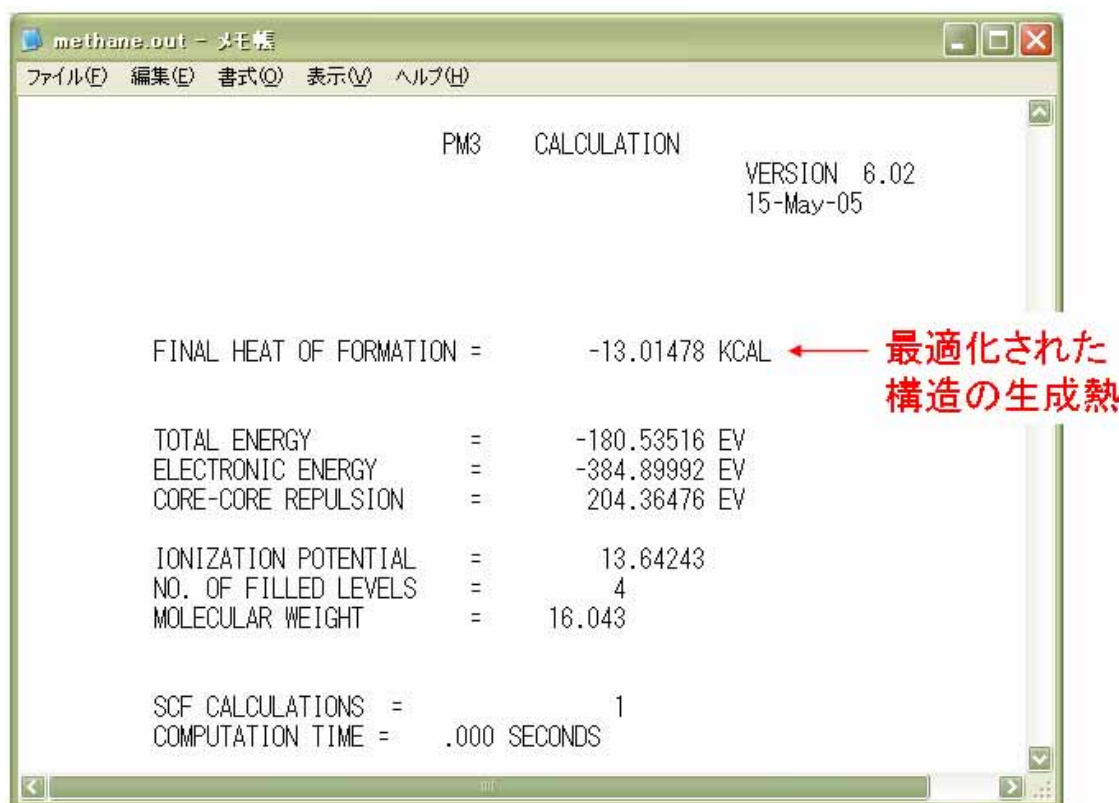 methane.out - メモ帳
ファイル(F) 編集(E) 書式(O) 表示(V) ヘルプ(H)
PM3 CALCULATION
VERSION 6.02
15-May-05
FINAL HEAT OF FORMATION = -13.01478 KCAL
最適化された
構造の生成熱
TOTAL ENERGY = -180.53516 EV
ELECTRONIC ENERGY = -384.89992 EV
CORE-CORE REPULSION = 204.36476 EV
IONIZATION POTENTIAL = 13.64243
NO. OF FILLED LEVELS = 4
MOLECULAR WEIGHT = 16.043
SCF CALCULATIONS = 1
COMPUTATION TIME = .000 SECONDS